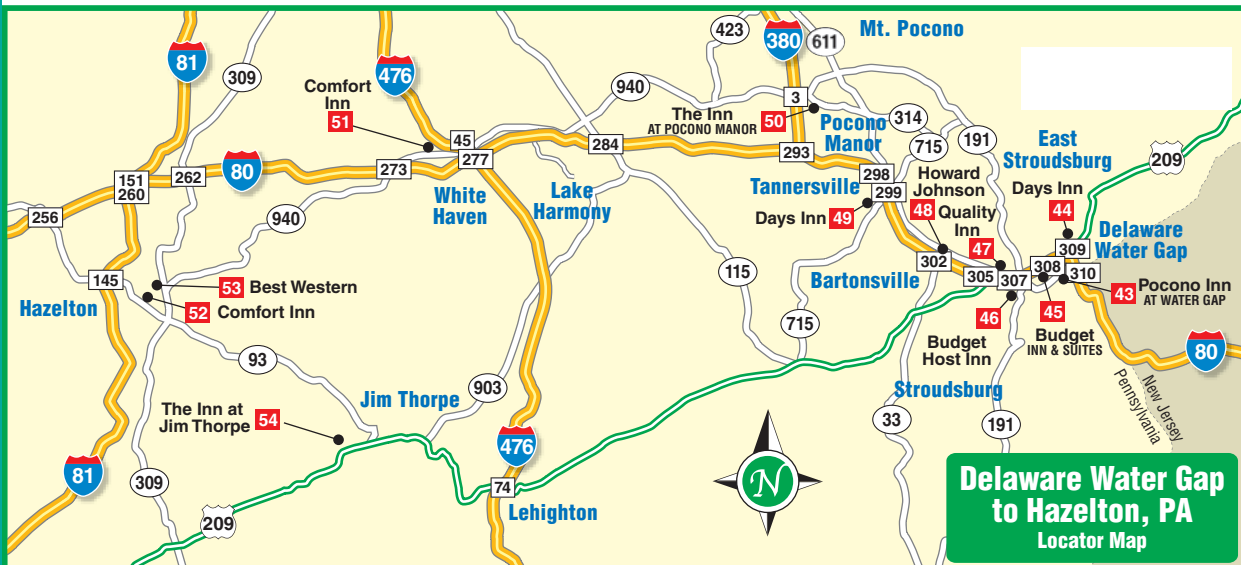 81
309
476
423
380
611
Mt. Pocono
Comfort
Inn
51
940
3
The Inn
AT POCONO MANOR
50
Pocono
Manor
314
715
191
East
Stroudsburg
209
45
277
284
293
298
299
151
260
262
80
273
White
Haven
Lake
Harmony
Tannersville
Days Inn
49
Howard
Johnson
48
Quality
Inn
47
Days Inn
44
Delaware
Water Gap
309
256
940
145
Hazelton
53
Best Western
52
Comfort Inn
115
Bartonsville
302
305
307
308
310
43
Pocono Inn
AT WATER GAP
715
46
Budget
Host Inn
45
Budget
INN & SUITES
80
93
903
Jim Thorpe
Stroudsburg
New Jersey
Pennsylvania
The Inn at
Jim Thorpe
54
33
191
476
81
309
74
Lehighton
209
N
Delaware Water Gap
to Hazelton, PA
Locator Map